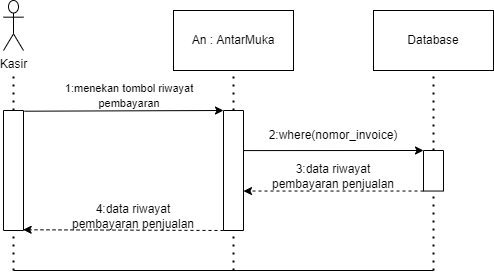 An : AntarMuka
Database
Kasir
1:menekan tombol riwayat
pembayaran
2:where(nomor_invoice)
3:data riwayat
pembayaran penjualan
4:data riwayat
pembayaran penjualan